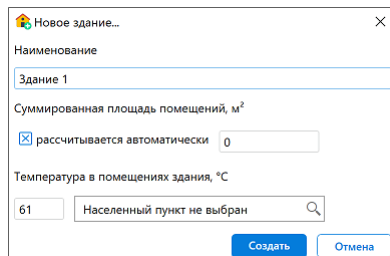 Новое здание...
Наименование
Здание 1
Суммированная площадь помещений, м²
рассчитывается автоматически 0
Температура в помещениях здания, °C
61 Населенный пункт не выбран
Создать Отмена